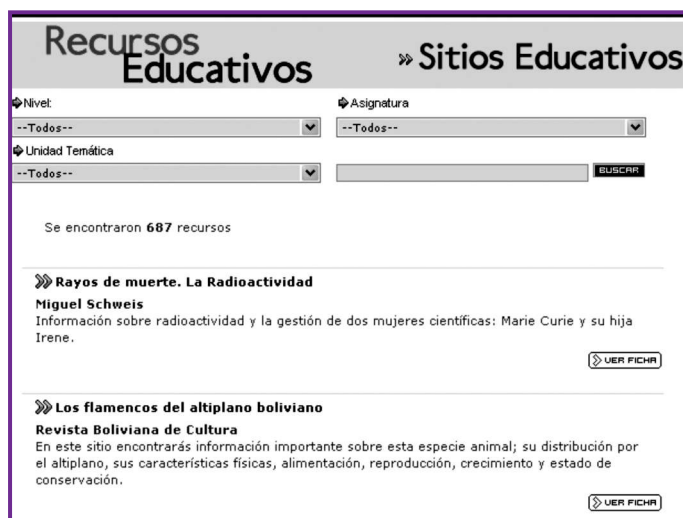 Recursos
Educativos
» Sitios Educativos
Nivel:
Asignatura
--Todos--
--Todos--
Unidad Temática
--Todos--
BUSCAR
Se encontraron 687 recursos
Rayos de muerte. La Radioactividad
Miguel Schweis
Información sobre radioactividad y la gestión de dos mujeres científicas: Marie Curie y su hija
Irene.
VER FICHA
Los flamencos del altiplano boliviano
Revista Boliviana de Cultura
En este sitio encontrarás información importante sobre esta especie animal; su distribución por
el altiplano, sus características físicas, alimentación, reproducción, crecimiento y estado de
conservación.
VER FICHA